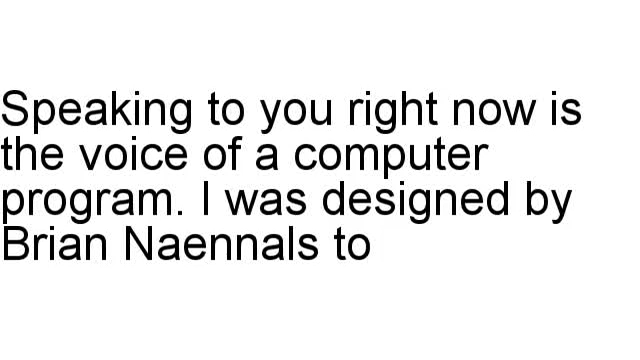 Speaking to you right now is
the voice of a computer
program. I was designed by
Brian Naennals to